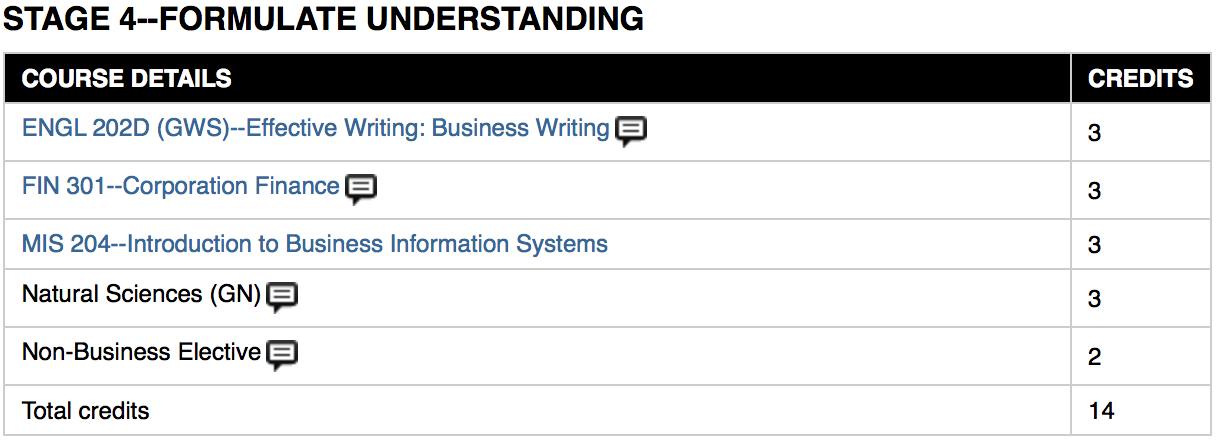 STAGE 4--FORMULATE UNDERSTANDING
COURSE DETAILS CREDITS
ENGL 202D (GWS)--Effective Writing: Business Writing 3
FIN 301--Corporation Finance 3
MIS 204--Introduction to Business Information Systems 3
Natural Sciences (GN) 3
Non-Business Elective 2
Total credits 14